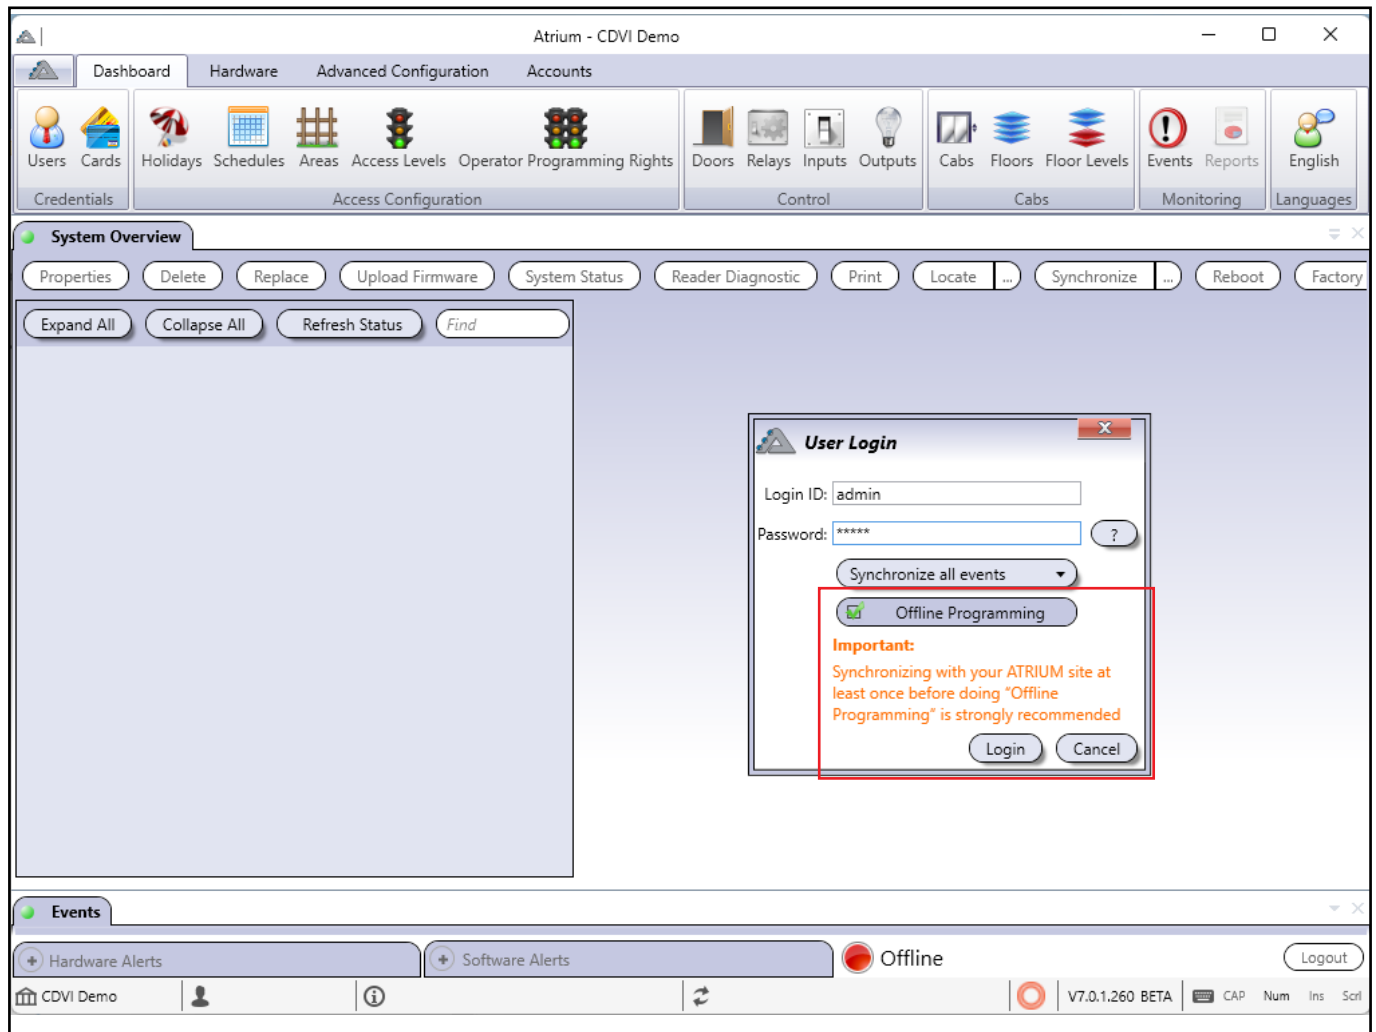 Atrium - CDVI Demo
Dashboard Hardware Advanced Configuration Accounts
Users Cards Holidays Schedules Areas Access Levels Operator Programming Rights Doors Relays Inputs Outputs Cabs Floors Floor Levels Events Reports English
Credentials Access Configuration Control Cabs Monitoring Languages
System Overview
Properties Delete Replace Upload Firmware System Status Reader Diagnostic Print Locate ... Synchronize ... Reboot Factory
Expand All Collapse All Refresh Status Find
User Login
X
Login ID: admin
Password: *****
?
Synchronize all events
Offline Programming
Important:
Synchronizing with your ATRIUM site at
least once before doing "Offline
Programming" is strongly recommended
Login Cancel
Events
Hardware Alerts Software Alerts Offline Logout
CDVI Demo V7.0.1.260 BETA CAP Num Ins Scrl